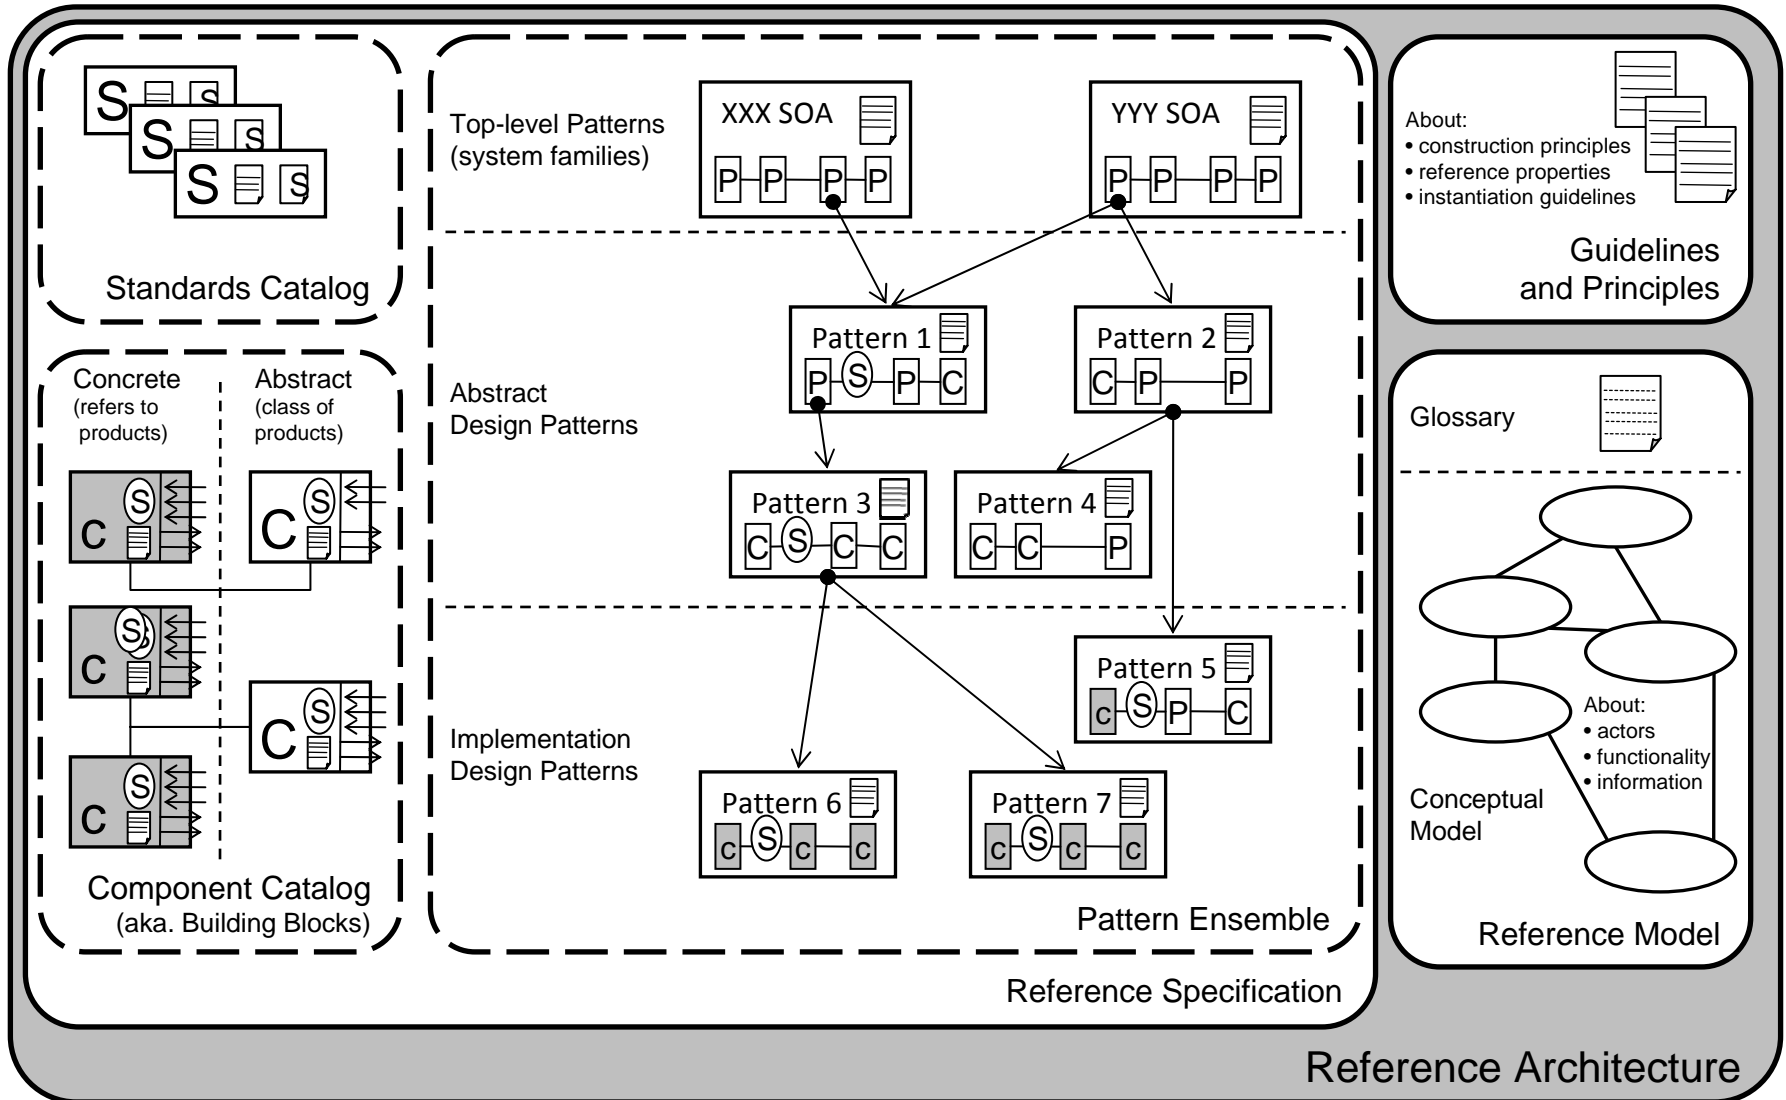 S S
S S
S S
Standards Catalog
Concrete
(refers to
products)
Abstract
(class of
products)
c S
C S
c S S
C S
c S
Component Catalog
(aka. Building Blocks)
Top-level Patterns
(system families)
XXX SOA
P P P P
YYY SOA
P P P P
Abstract
Design Patterns
Pattern 1
P S P C
Pattern 2
C P P
Pattern 3
C S C C
Pattern 4
C C P
Implementation
Design Patterns
Pattern 5
c S P C
Pattern 6
c S c c
Pattern 7
c S c c
Pattern Ensemble
Reference Specification
About:
• construction principles
• reference properties
• instantiation guidelines
Guidelines
and Principles
Glossary
About:
• actors
• functionality
• information
Conceptual
Model
Reference Model
Reference Architecture